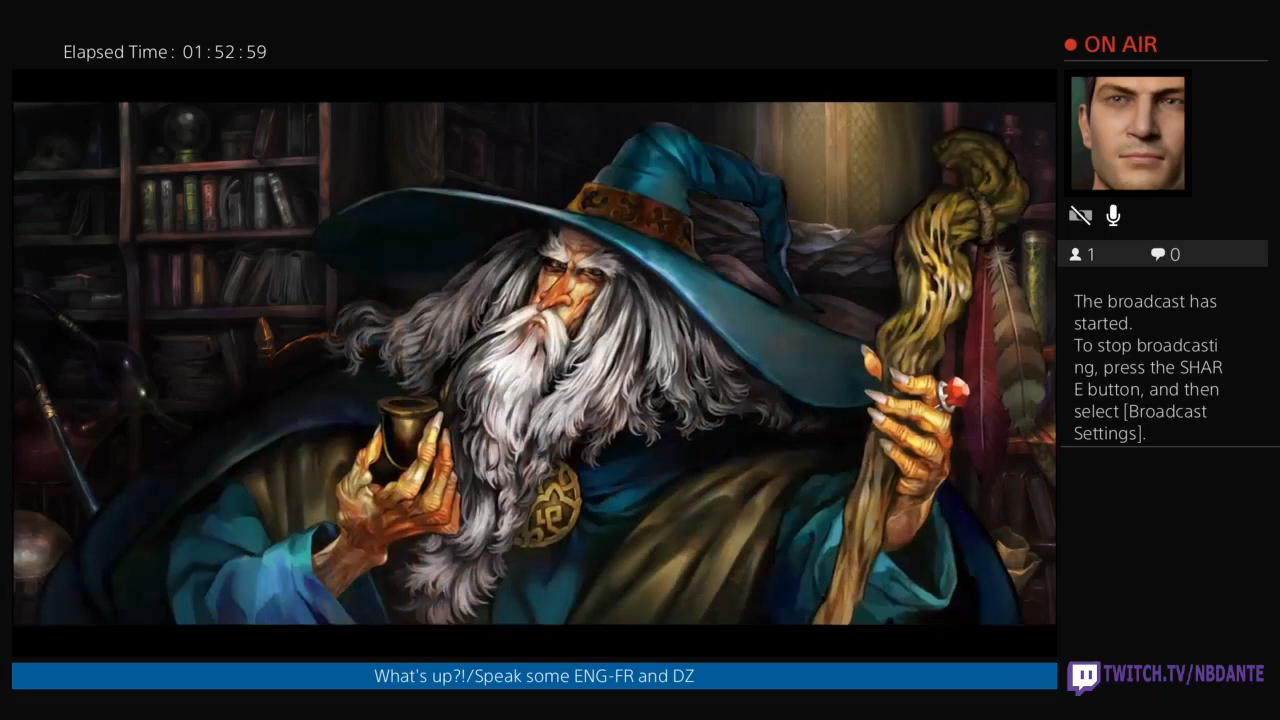 Elapsed Time: 01:52:59
ON AIR
1
0
The broadcast has
started.
To stop broadcasti
ng, press the SHAR
E button, and then
select [Broadcast
Settings].
What's up?!/Speak some ENG-FR and DZ
TWITCH.TV/NBDANTE